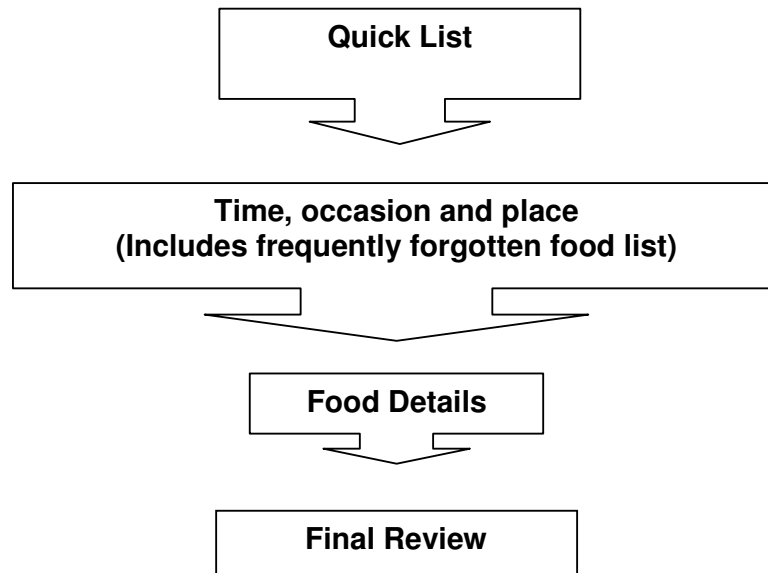 Quick List
Time, occasion and place
(Includes frequently forgotten food list)
Food Details
Final Review